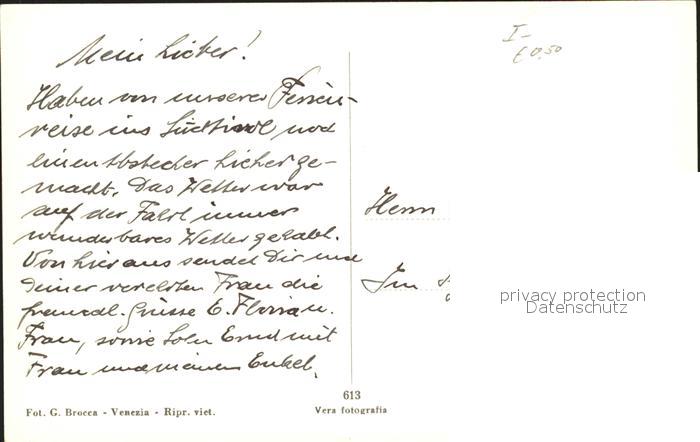 Mein Lieber!
Haben von unserer Ferien-
reise ins Südtirol noch
einen Abstecher hieher ge-
macht. Das Wetter war
auf der Fahrt immer
wunderbares Wetter gehabt.
Von hier aus sendet Dir und
deiner verehrten Frau die
freundl. Grüsse E. Florian.
Frau, sowie Sohn Ernd mit
Frau und meinen Enkel.
Fot. G. Brocca - Venezia - Ripr. viet.
613
Vera fotografia
I-
€ 0,50
Herrn
Im
privacy protection
Datenschutz